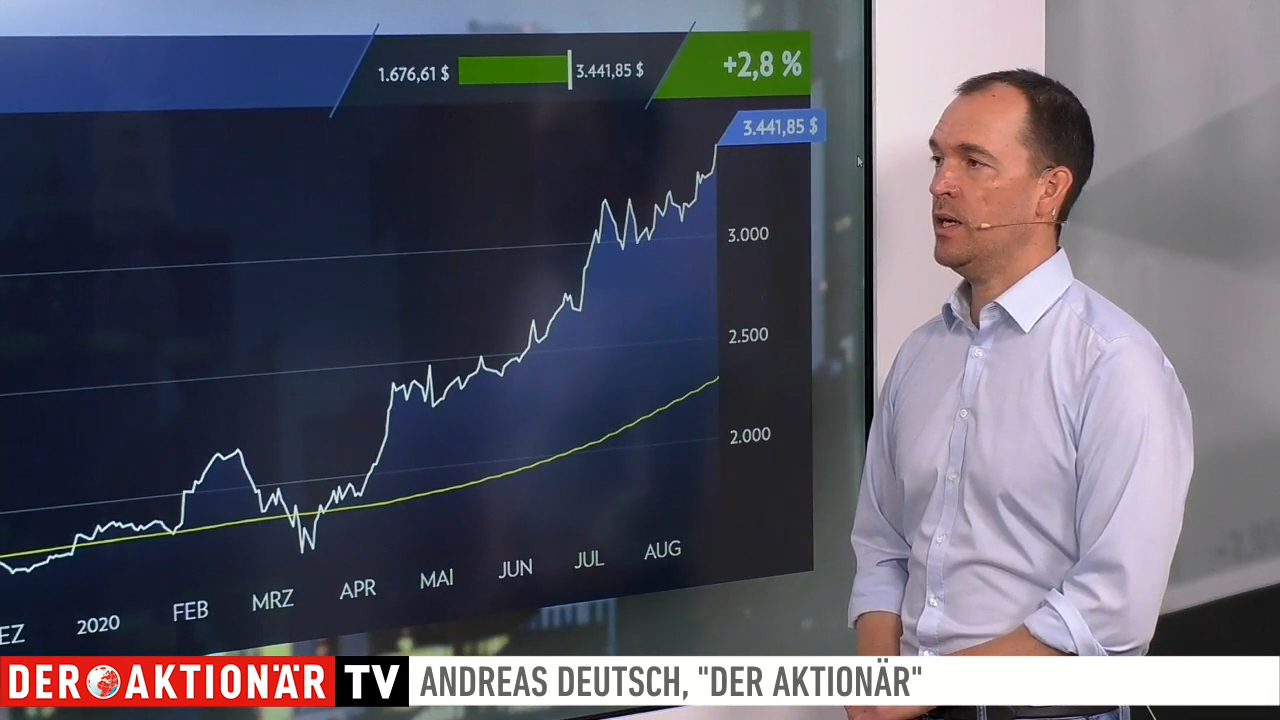 1.676,61 $ 3.441,85 $ +2,8 %
3.441,85 $
3.000
2.500
2.000
EZ 2020 FEB MRZ APR MAI JUN JUL AUG
DER AKTIONÄR TV ANDREAS DEUTSCH, "DER AKTIONÄR"